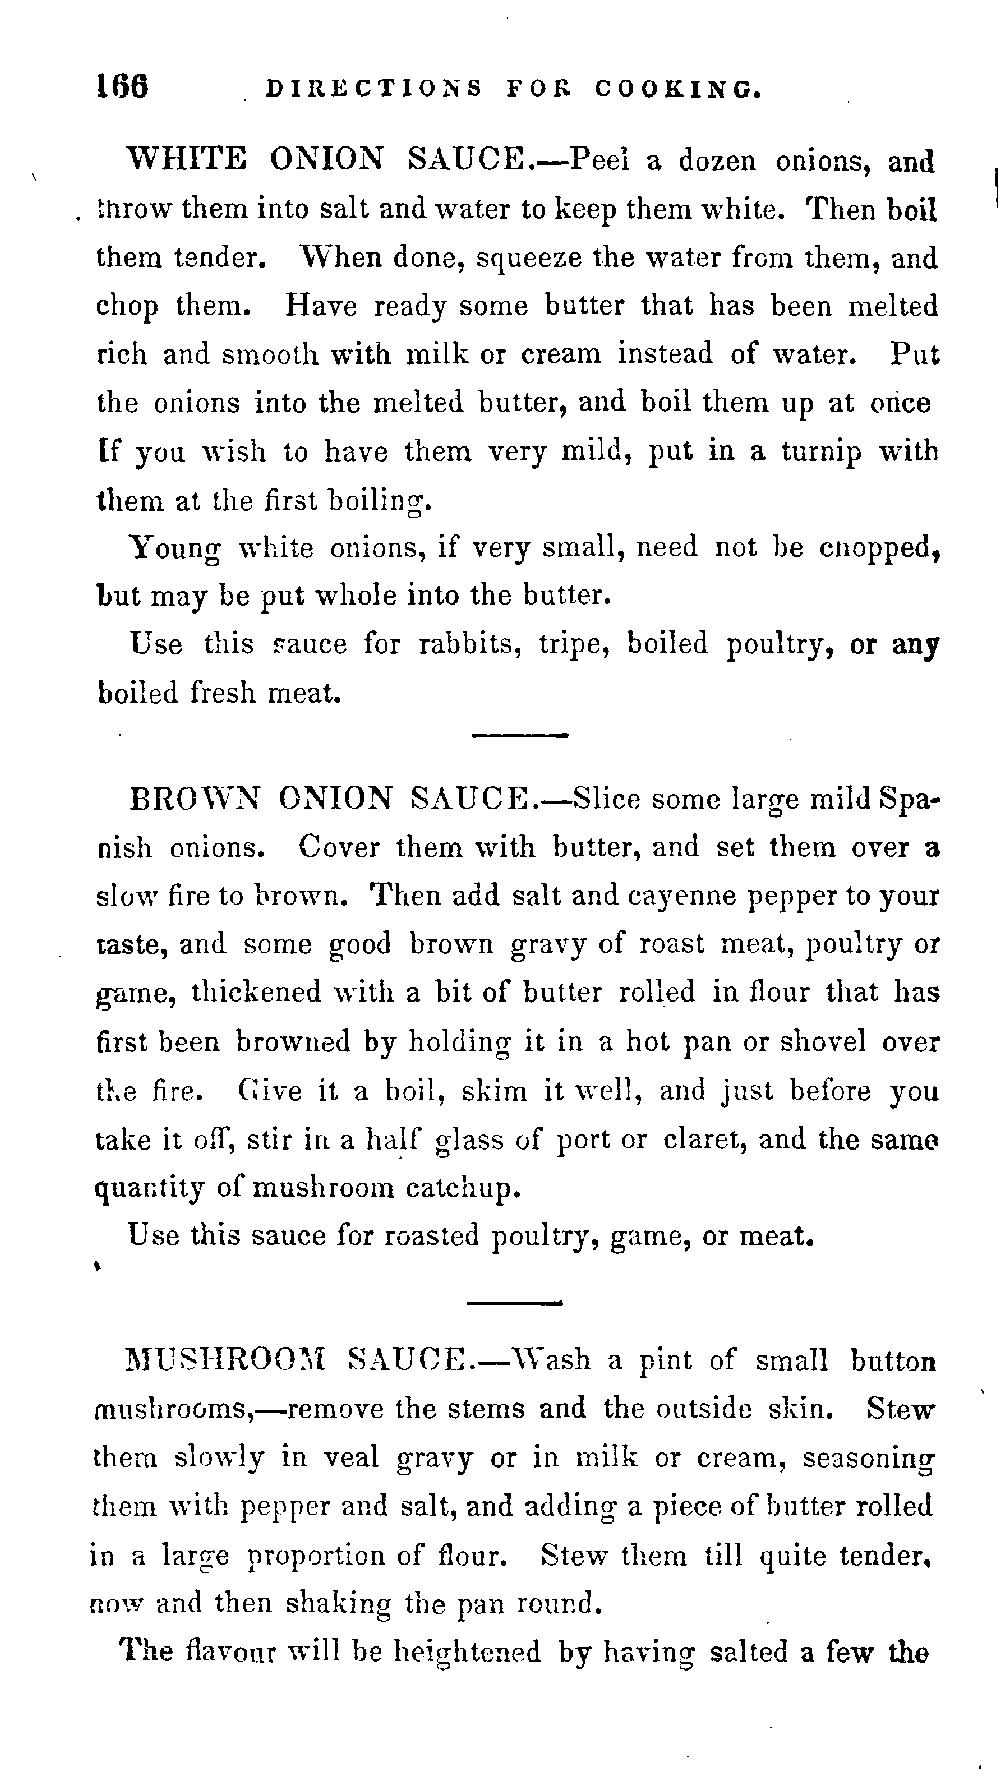 166 DIRECTIONS FOR COOKING.
WHITE ONION SAUCE.—Peel a dozen onions, and
throw them into salt and water to keep them white. Then boil
them tender. When done, squeeze the water from them, and
chop them. Have ready some butter that has been melted
rich and smooth with milk or cream instead of water. Put
the onions into the melted butter, and boil them up at once
If you wish to have them very mild, put in a turnip with
them at the first boiling.
Young white onions, if very small, need not be chopped,
but may be put whole into the butter.
Use this sauce for rabbits, tripe, boiled poultry, or any
boiled fresh meat.
BROWN ONION SAUCE.—Slice some large mild Spa-
nish onions. Cover them with butter, and set them over a
slow fire to brown. Then add salt and cayenne pepper to your
taste, and some good brown gravy of roast meat, poultry or
game, thickened with a bit of butter rolled in flour that has
first been browned by holding it in a hot pan or shovel over
the fire. Give it a boil, skim it well, and just before you
take it off, stir in a half glass of port or claret, and the same
quantity of mushroom catchup.
Use this sauce for roasted poultry, game, or meat.
MUSHROOM SAUCE.—Wash a pint of small button
mushrooms,—remove the stems and the outside skin. Stew
them slowly in veal gravy or in milk or cream, seasoning
them with pepper and salt, and adding a piece of butter rolled
in a large proportion of flour. Stew them till quite tender,
now and then shaking the pan round.
The flavour will be heightened by having salted a few the